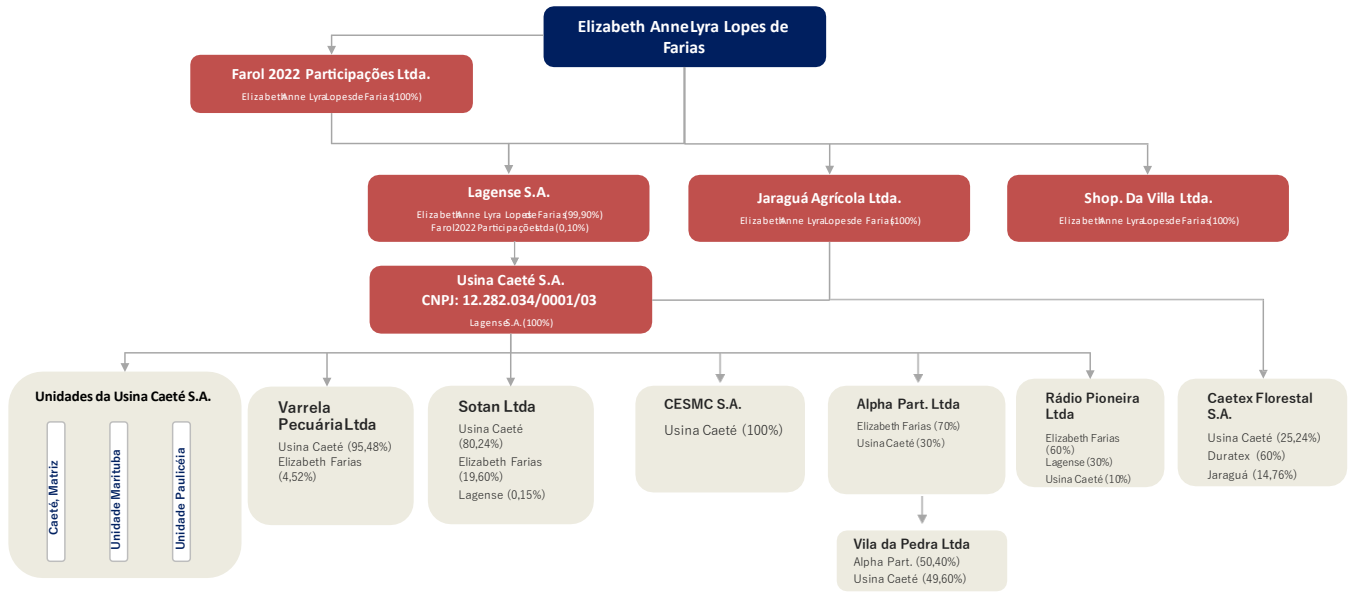 Elizabeth AnneLyra Lopes de
Farias
Farol 2022 Participações Ltda.
Elizabeth Anne Lyra Lopes de Farias (100%)
Lagense S.A.
Elizabeth Anne Lyra Lopes de Farias (99,90%)
Farol 2022 Participações Ltda (0,10%)
Jaraguá Agrícola Ltda.
Elizabeth Anne Lyra Lopes de Farias (100%)
Shop. Da Villa Ltda.
Elizabeth Anne Lyra Lopes de Farias (100%)
Usina Caeté S.A.
CNPJ: 12.282.034/0001/03
Lagense S.A. (100%)
Unidades da Usina Caeté S.A.
Caeté, Matriz
Unidade Marituba
Unidade Paulicéia
Varrela
Pecuária Ltda
Usina Caeté (95,48%)
Elizabeth Farias
(4,52%)
Sotan Ltda
Usina Caeté
(80,24%)
Elizabeth Farias
(19,60%)
Lagense (0,15%)
CESMC S.A.
Usina Caeté (100%)
Alpha Part. Ltda
Elizabeth Farias (70%)
Usina Caeté (30%)
Vila da Pedra Ltda
Alpha Part. (50,40%)
Usina Caeté (49,60%)
Rádio Pioneira
Ltda
Elizabeth Farias
(60%)
Lagense (30%)
Usina Caeté (10%)
Caetex Florestal
S.A.
Usina Caeté (25,24%)
Duratex (60%)
Jaraguá (14,76%)